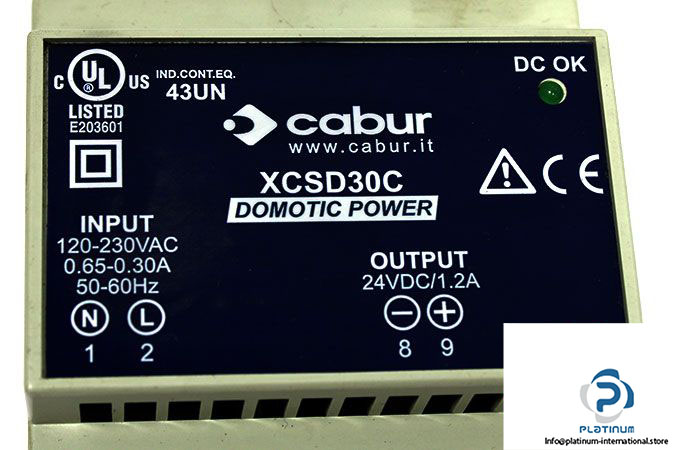 C UL US
®
LISTED
E203601
IND.CONT.EQ.
43UN
cabur
www.cabur.it
DC OK
XCSD30C
DOMOTIC POWER
CE
INPUT
120-230VAC
0.65-0.30A
50-60Hz
N L
1 2
OUTPUT
24VDC/1.2A
− +
8 9
P
PLATINUM
Info@platinum-international.store